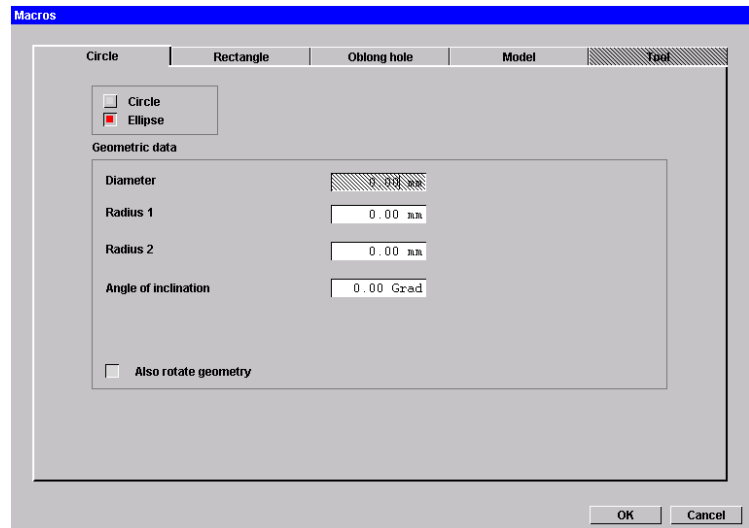 Macros
Circle Rectangle Oblong hole Model Tool
Circle
Ellipse
Geometric data
Diameter 0.00 mm
Radius 1 0.00 mm
Radius 2 0.00 mm
Angle of inclination 0.00 Grad
Also rotate geometry
OK Cancel